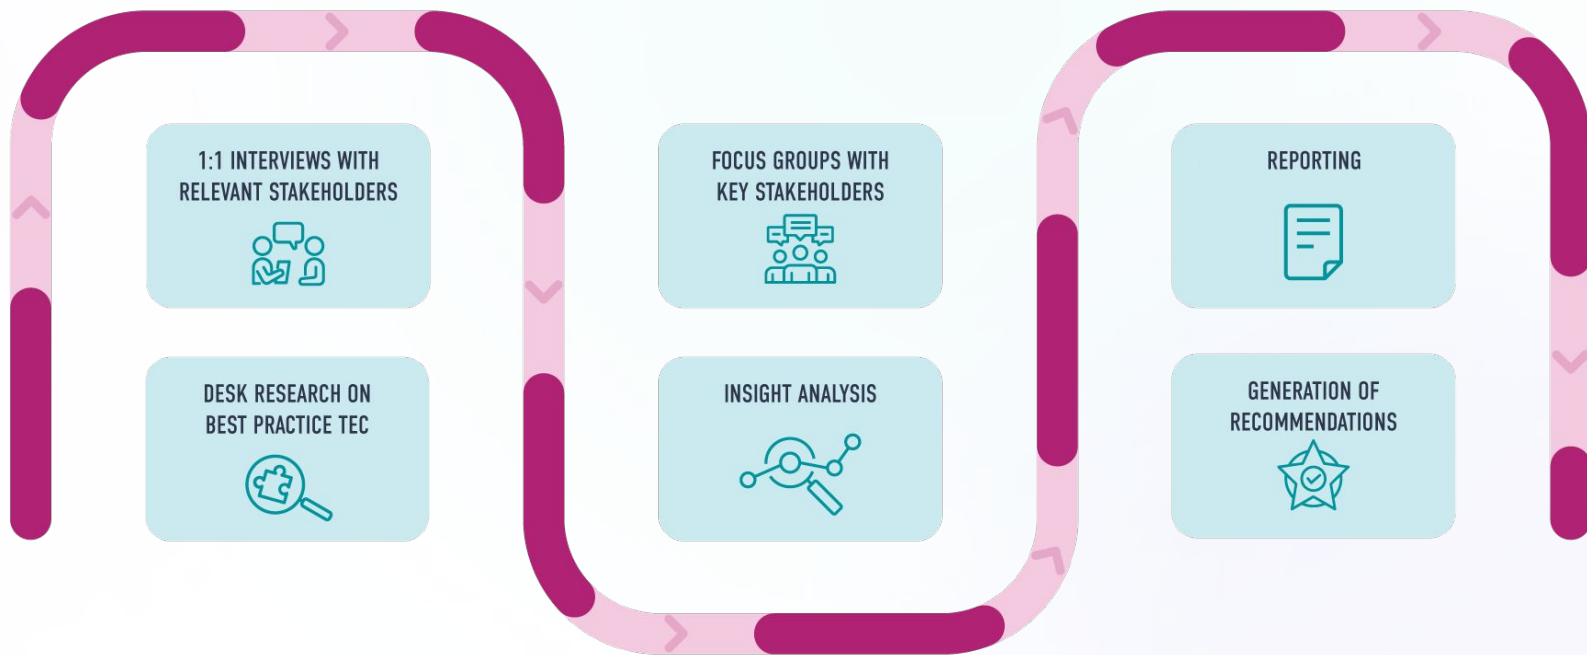 1:1 INTERVIEWS WITH
RELEVANT STAKEHOLDERS
DESK RESEARCH ON
BEST PRACTICE TEC
FOCUS GROUPS WITH
KEY STAKEHOLDERS
INSIGHT ANALYSIS
REPORTING
GENERATION OF
RECOMMENDATIONS